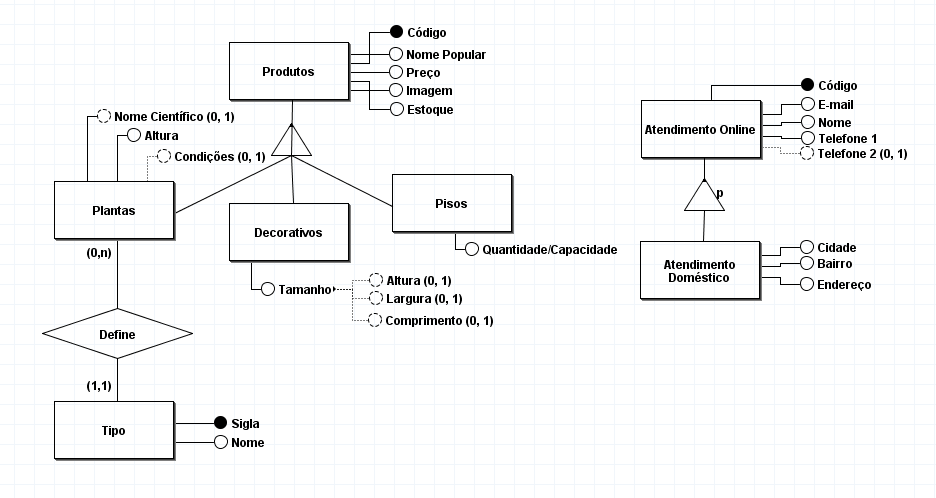 Código
Nome Popular
Produtos
Preço
Imagem
Estoque
Nome Científico (0, 1)
Altura
Condições (0, 1)
Plantas
Decorativos
Pisos
Quantidade/Capacidade
Tamanho
Altura (0, 1)
Largura (0, 1)
Comprimento (0, 1)
(0,n)
Define
(1,1)
Tipo
Sigla
Nome
Código
E-mail
Atendimento Online
Nome
Telefone 1
Telefone 2 (0, 1)
p
Atendimento
Doméstico
Cidade
Bairro
Endereço